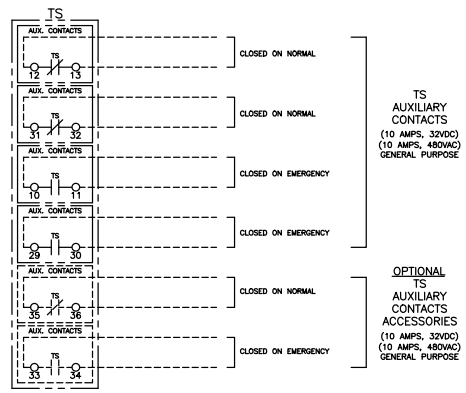 TS
AUX. CONTACTS
TS
12 13
CLOSED ON NORMAL
AUX. CONTACTS
TS
31 32
CLOSED ON NORMAL
AUX. CONTACTS
TS
10 11
CLOSED ON EMERGENCY
AUX. CONTACTS
TS
29 30
CLOSED ON EMERGENCY
TS
AUXILIARY
CONTACTS
(10 AMPS, 32VDC)
(10 AMPS, 480VAC)
GENERAL PURPOSE
AUX. CONTACTS
TS
35 36
CLOSED ON NORMAL
AUX. CONTACTS
TS
33 34
CLOSED ON EMERGENCY
OPTIONAL
TS
AUXILIARY
CONTACTS
ACCESSORIES
(10 AMPS, 32VDC)
(10 AMPS, 480VAC)
GENERAL PURPOSE